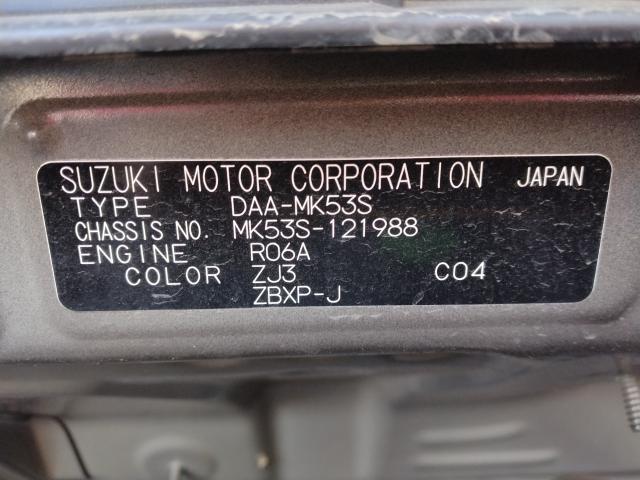 SUZUKI MOTOR CORPORATION JAPAN
TYPE DAA-MK53S
CHASSIS NO. MK53S-121988
ENGINE R06A
COLOR ZJ3 C04
ZBXP-J